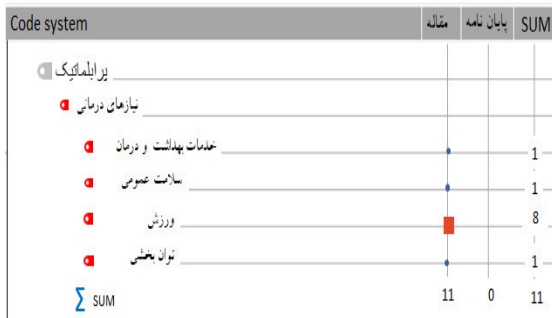 Code system مقاله پایان نامه SUM
پرابلماتیک
نیازهای درمانی
خدمات بهداشت و درمان 1
سلامت عمومی 1
ورزش 8
توان بخشی 1
∑ SUM 11 0 11